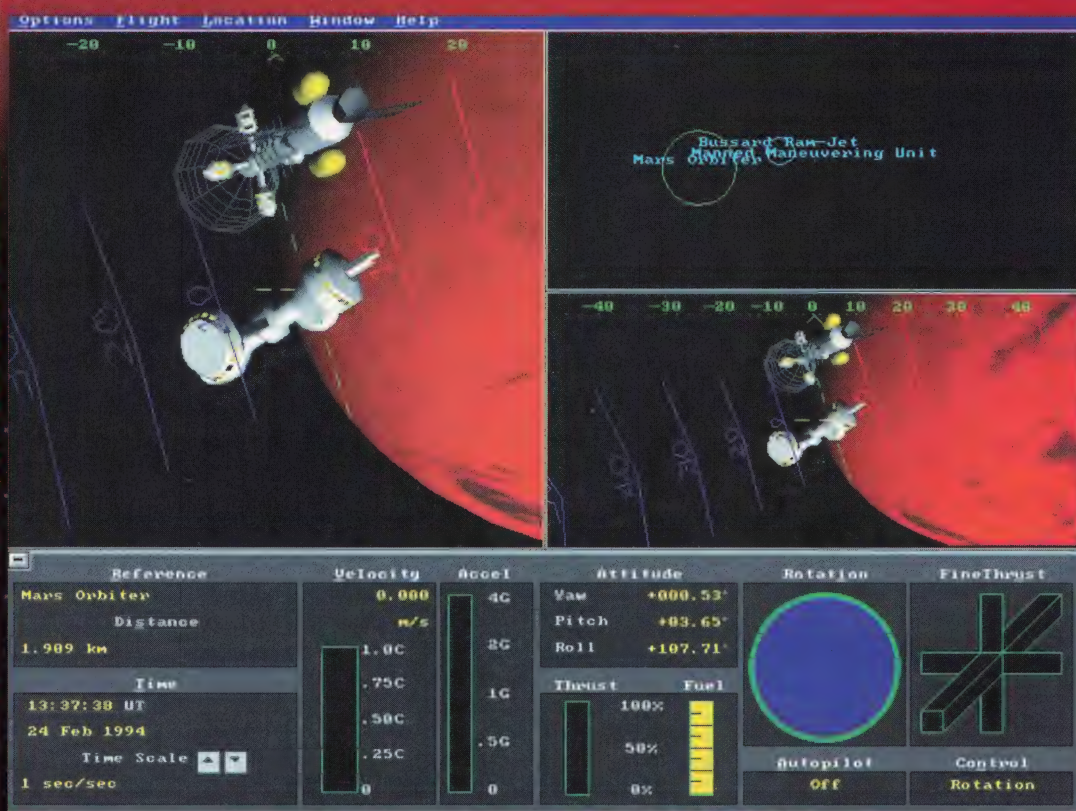 Options Flight Location Window Help
-20 -10 0 10 20
Bussard Ram-Jet
Manned Maneuvering Unit
Mars Orbiter
-40 -30 -20 -10 0 10 20 30 40
Reference
Mars Orbiter
Distance
1.909 km
Time
13:37:38 UT
24 Feb 1994
Time Scale
1 sec/sec
Velocity
0.000
m/s
1.0C
.75C
.50C
.25C
0
Accel
4G
2G
1G
.5G
0
Attitude
Yaw +000.53°
Pitch +03.65°
Roll +107.71°
Thrust Fuel
100%
50%
0%
Rotation
Autopilot
Off
FineThrust
Control
Rotation